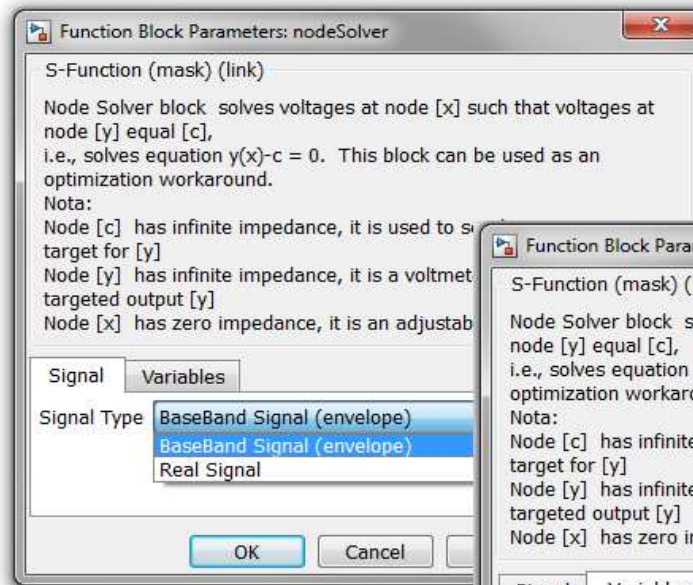 Function Block Parameters: nodeSolver
S-Function (mask) (link)
Node Solver block solves voltages at node [x] such that voltages at
node [y] equal [c],
i.e., solves equation y(x)-c = 0. This block can be used as an
optimization workaround.
Nota:
Node [c] has infinite impedance, it is used to
target for [y]
Node [y] has infinite impedance, it is a
targeted output [y]
Node [x] has zero impedance, it is an
Signal
Variables
Signal Type
BaseBand Signal (envelope)
BaseBand Signal (envelope)
Real Signal
OK
Cancel
Function Block
S-Function (mask)
Node Solver block
node [y] equal [c],
i.e., solves equation
optimization
Nota:
Node [c] has infinite
target for [y]
Node [y] has infinite
targeted output [y]
Node [x] has zero